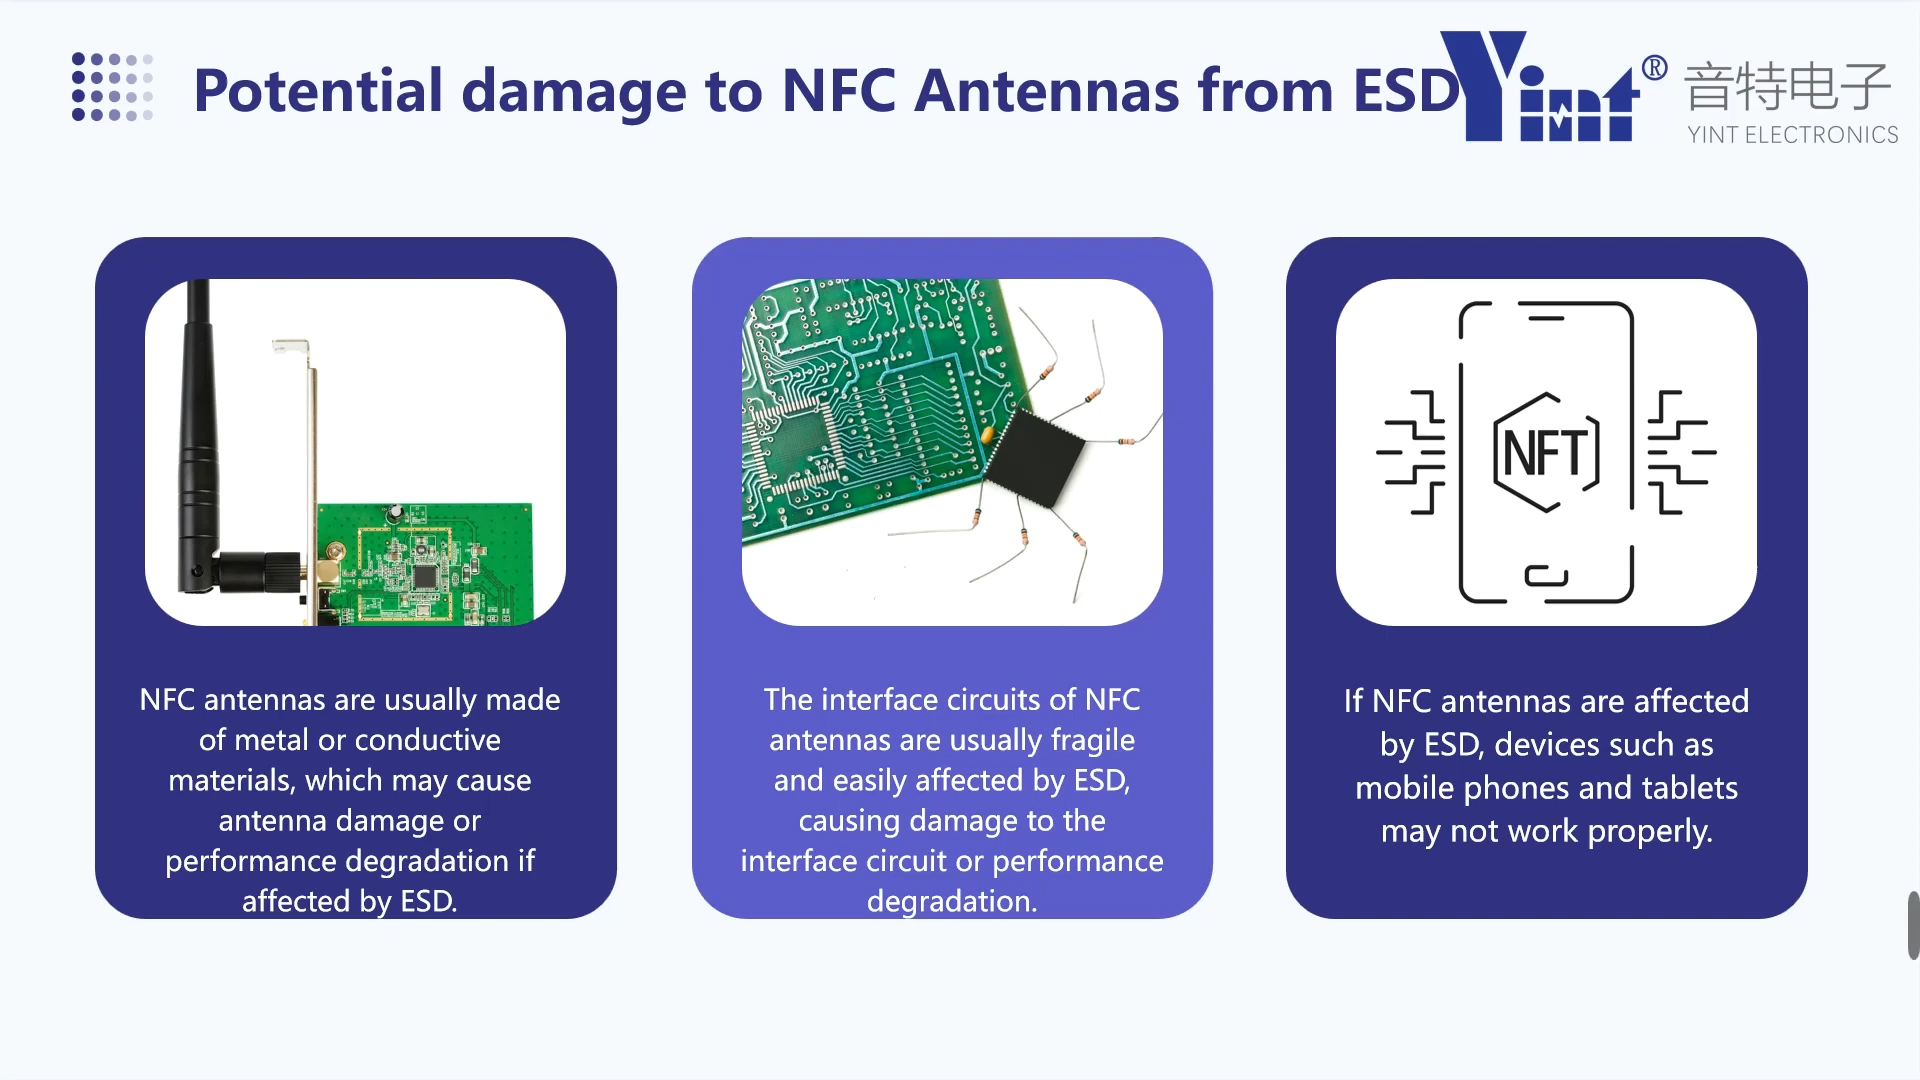 Potential damage to NFC Antennas from ESD
Yint®
音特电子
YINT ELECTRONICS
NFC antennas are usually made
of metal or conductive
materials, which may cause
antenna damage or
performance degradation if
affected by ESD.
The interface circuits of NFC
antennas are usually fragile
and easily affected by ESD,
causing damage to the
interface circuit or performance
degradation.
NFT
If NFC antennas are affected
by ESD, devices such as
mobile phones and tablets
may not work properly.